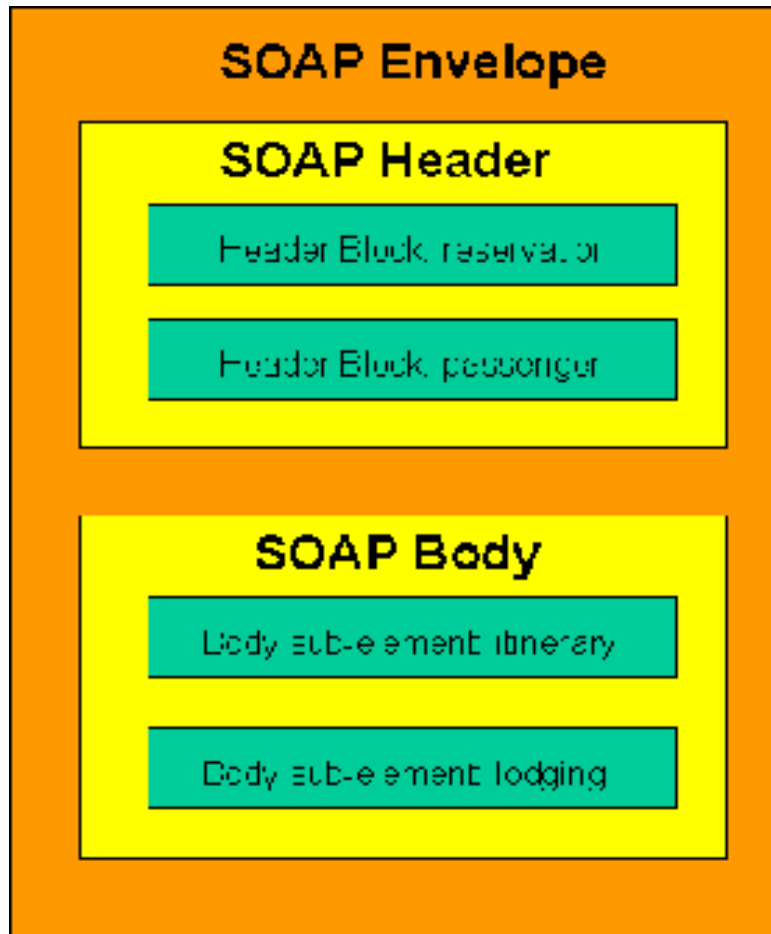 SOAP Envelope
SOAP Header
Header Block: reservation
Header Block: passenger
SOAP Body
Body sub-element: itinerary
Body sub-element: lodging